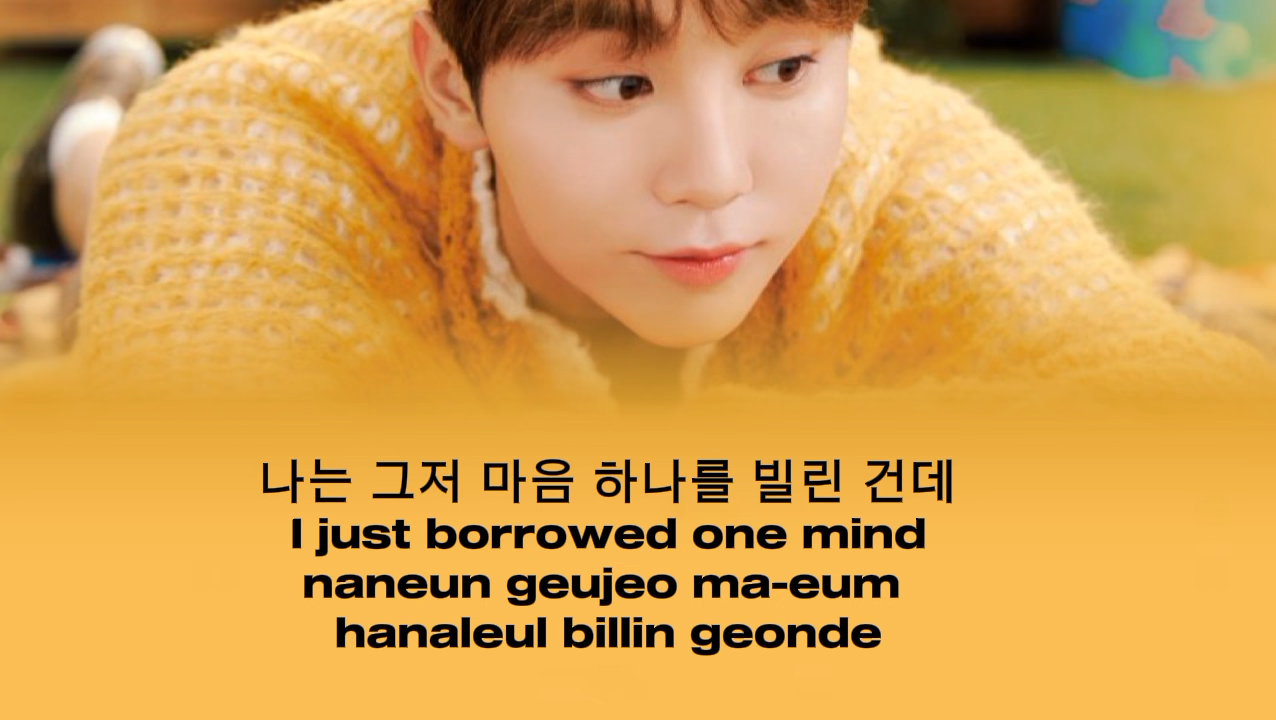 나는 그저 마음 하나를 빌린 건데
I just borrowed one mind
naneun geujeo ma-eum
hanaleul billin geonde